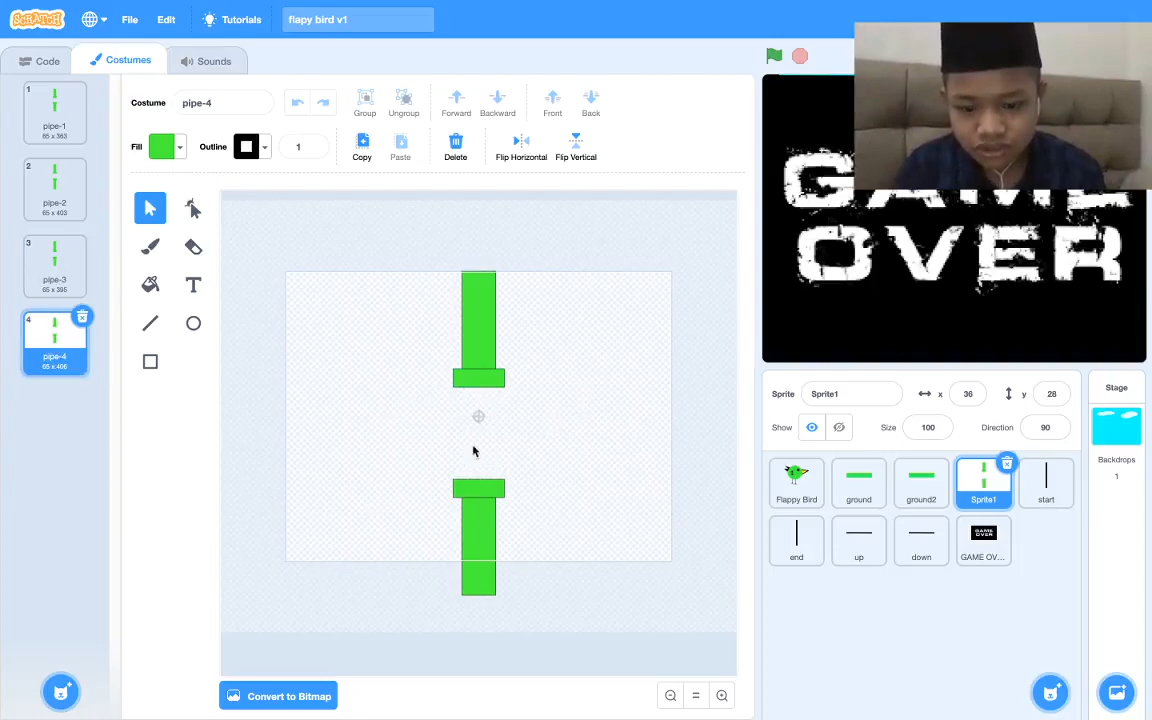 SCRATCH
File
Edit
Tutorials
flapy bird v1
Code
Costumes
Sounds
1
pipe-1
65 x 363
2
pipe-2
65 x 403
3
pipe-3
65 x 395
4
pipe-4
65 x 406
Costume
pipe-4
Group
Ungroup
Forward
Backward
Front
Back
Fill
Outline
1
Copy
Paste
Delete
Flip Horizontal
Flip Vertical
Convert to Bitmap
GAME
OVER
Sprite
Sprite1
x
36
y
28
Show
Size
100
Direction
90
Flappy Bird
ground
ground2
Sprite1
start
end
up
down
GAME OVER
GAME OV...
Stage
Backdrops
1